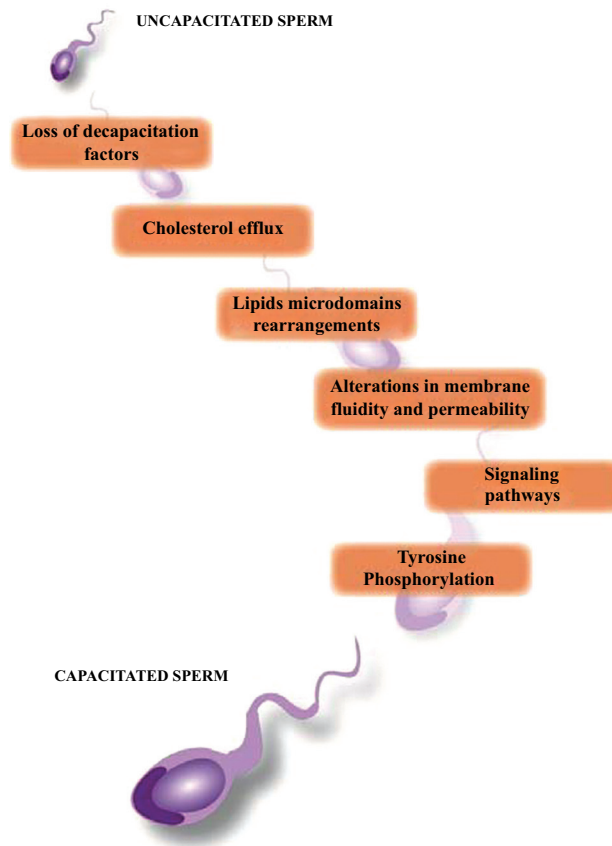 UNCAPACITATED SPERM
Loss of decapacitation
factors
Cholesterol efflux
Lipids microdomains
rearrangements
Alterations in membrane
fluidity and permeability
Signaling
pathways
Tyrosine
Phosphorylation
CAPACITATED SPERM